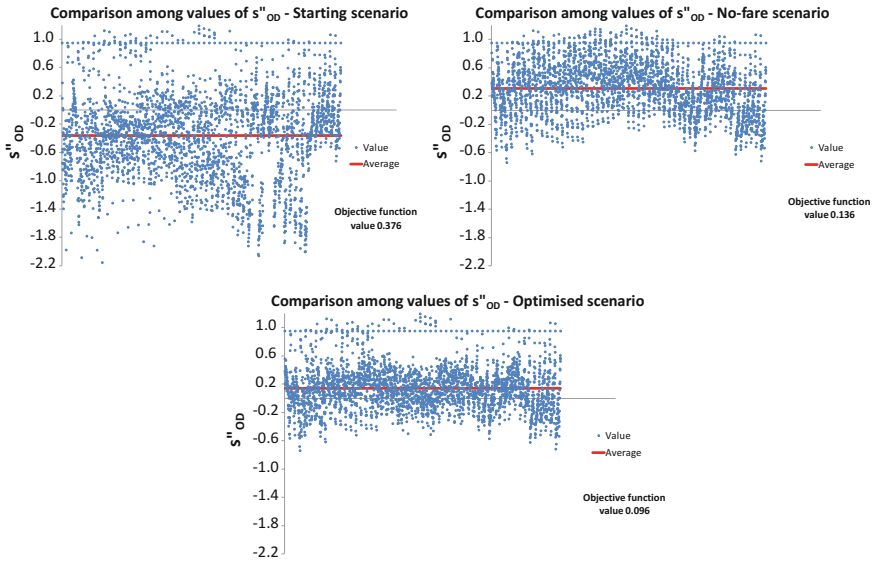 Comparison among values of s"OD - Starting scenario
1.0
0.6
0.2
-0.2
-0.6
-1.0
-1.4
-1.8
-2.2
s"OD
Value
Average
Objective function
value 0.376
Comparison among values of s"OD - No-fare scenario
1.0
0.6
0.2
-0.2
-0.6
-1.0
-1.4
-1.8
-2.2
s"OD
Value
Average
Objective function
value 0.136
Comparison among values of s"OD - Optimised scenario
1.0
0.6
0.2
-0.2
-0.6
-1.0
-1.4
-1.8
-2.2
s"OD
Value
Average
Objective function
value 0.096